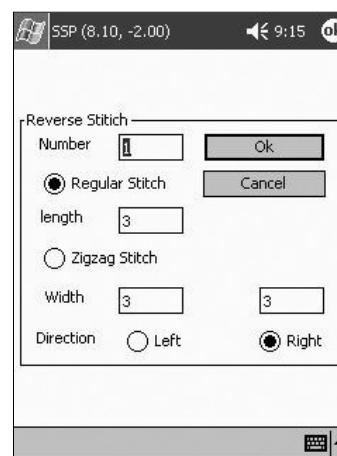 SSP (8.10, -2.00) 9:15 ok
Reverse Stitich
Number 1 Ok
Regular Stitch Cancel
length 3
Zigzag Stitch
Width 3 3
Direction Left Right